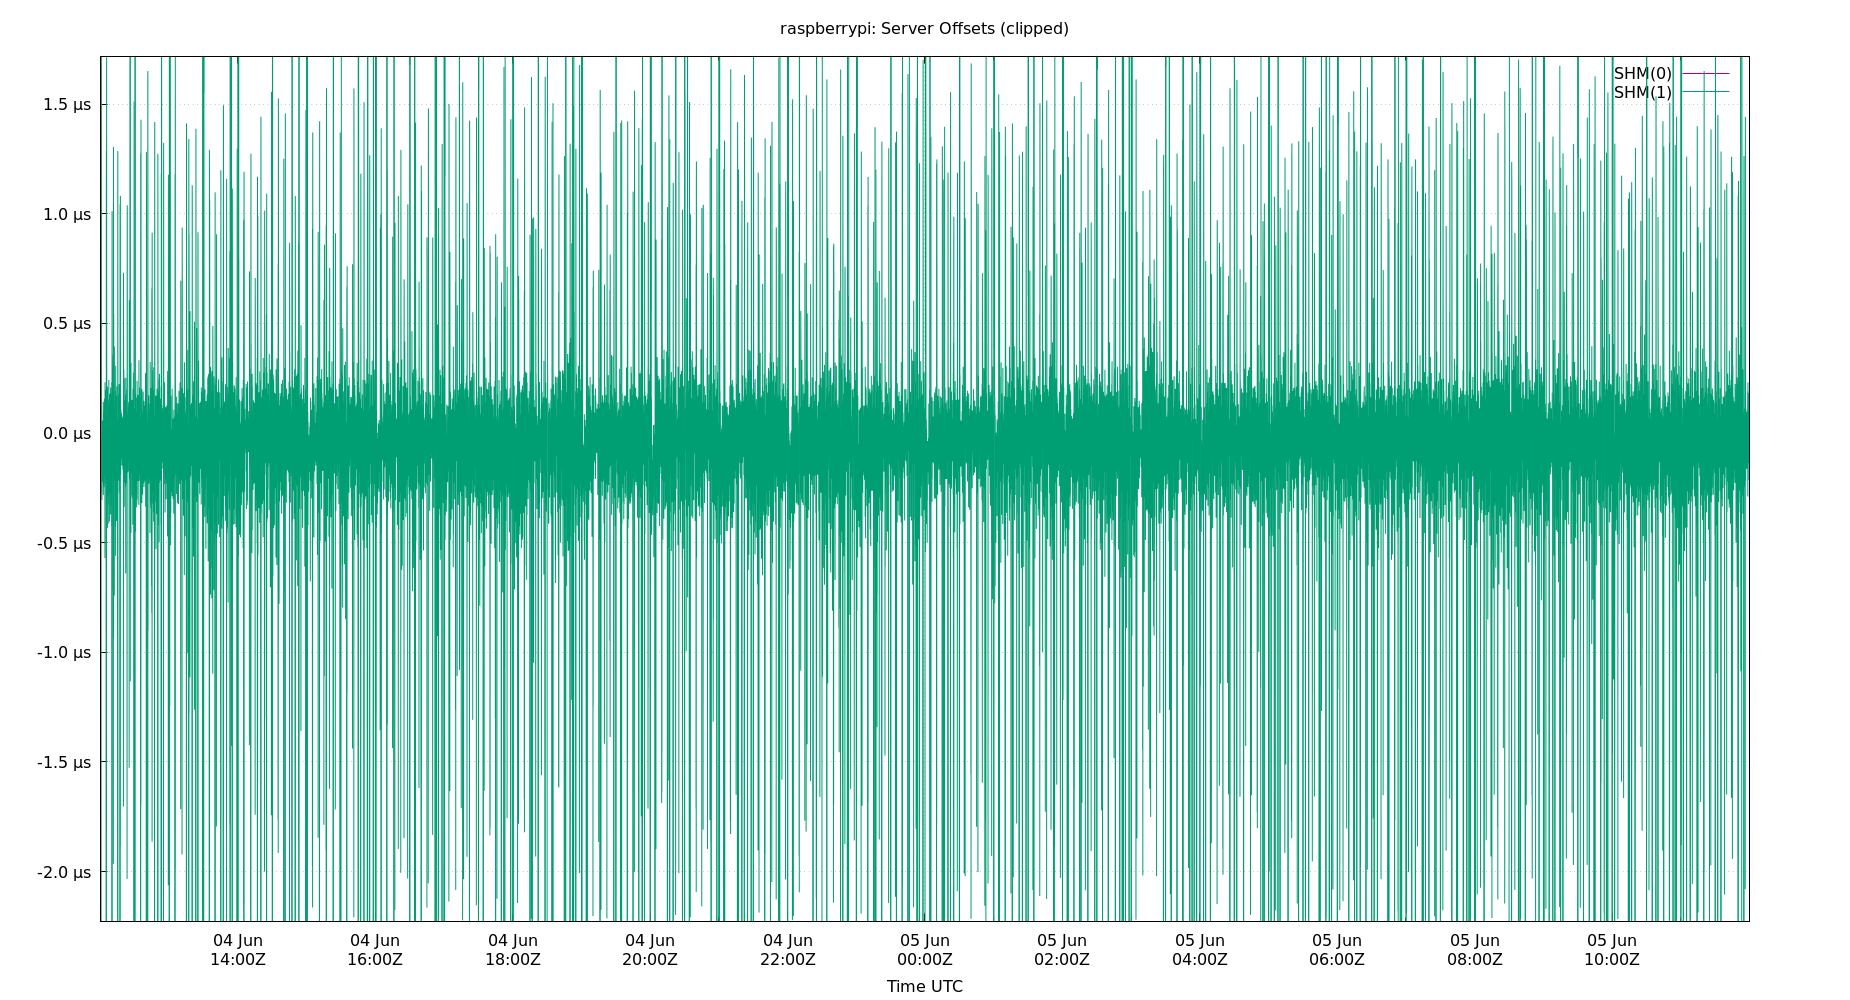 raspberrypi: Server Offsets (clipped)
SHM(0)
SHM(1)
1.5 µs
1.0 µs
0.5 µs
0.0 µs
-0.5 µs
-1.0 µs
-1.5 µs
-2.0 µs
04 Jun 04 Jun 04 Jun 04 Jun 04 Jun 05 Jun 05 Jun 05 Jun 05 Jun 05 Jun 05 Jun
14:00Z 16:00Z 18:00Z 20:00Z 22:00Z 00:00Z 02:00Z 04:00Z 06:00Z 08:00Z 10:00Z
Time UTC